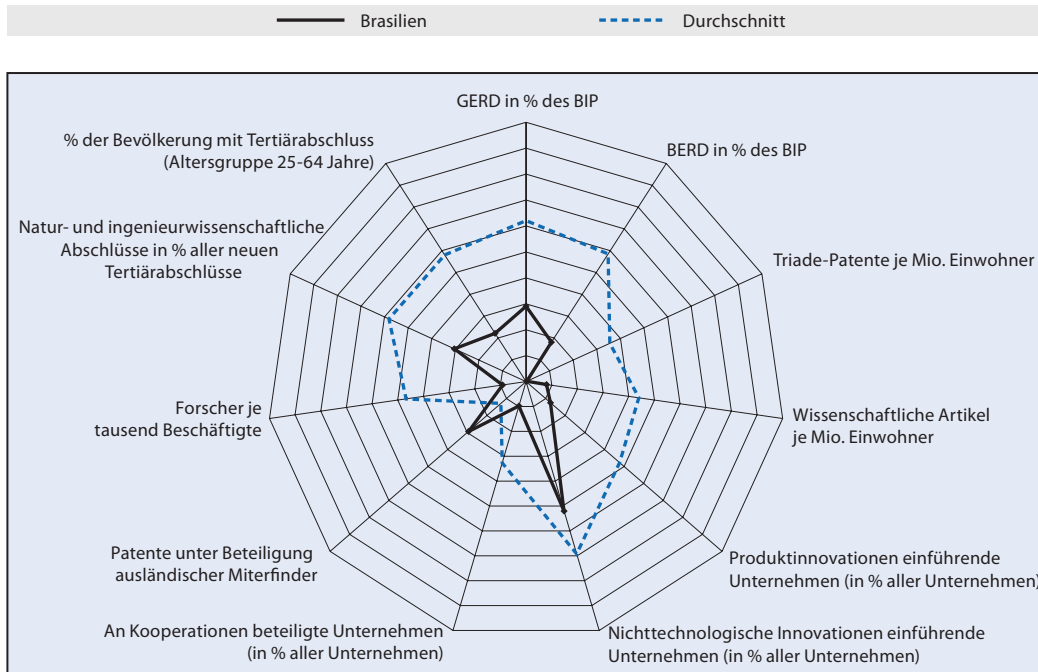 Brasilien
Durchschnitt
GERD in % des BIP
% der Bevölkerung mit Tertiärabschluss
(Altersgruppe 25-64 Jahre)
BERD in % des BIP
Natur- und ingenieurwissenschaftliche
Abschlüsse in % aller neuen
Tertiärabschlüsse
Triade-Patente je Mio. Einwohner
Forscher je
tausend Beschäftigte
Wissenschaftliche Artikel
je Mio. Einwohner
Patente unter Beteiligung
ausländischer Miterfinder
Produktinnovationen einführende
Unternehmen (in % aller Unternehmen)
An Kooperationen beteiligte Unternehmen
(in % aller Unternehmen)
Nichttechnologische Innovationen einführende
Unternehmen (in % aller Unternehmen)